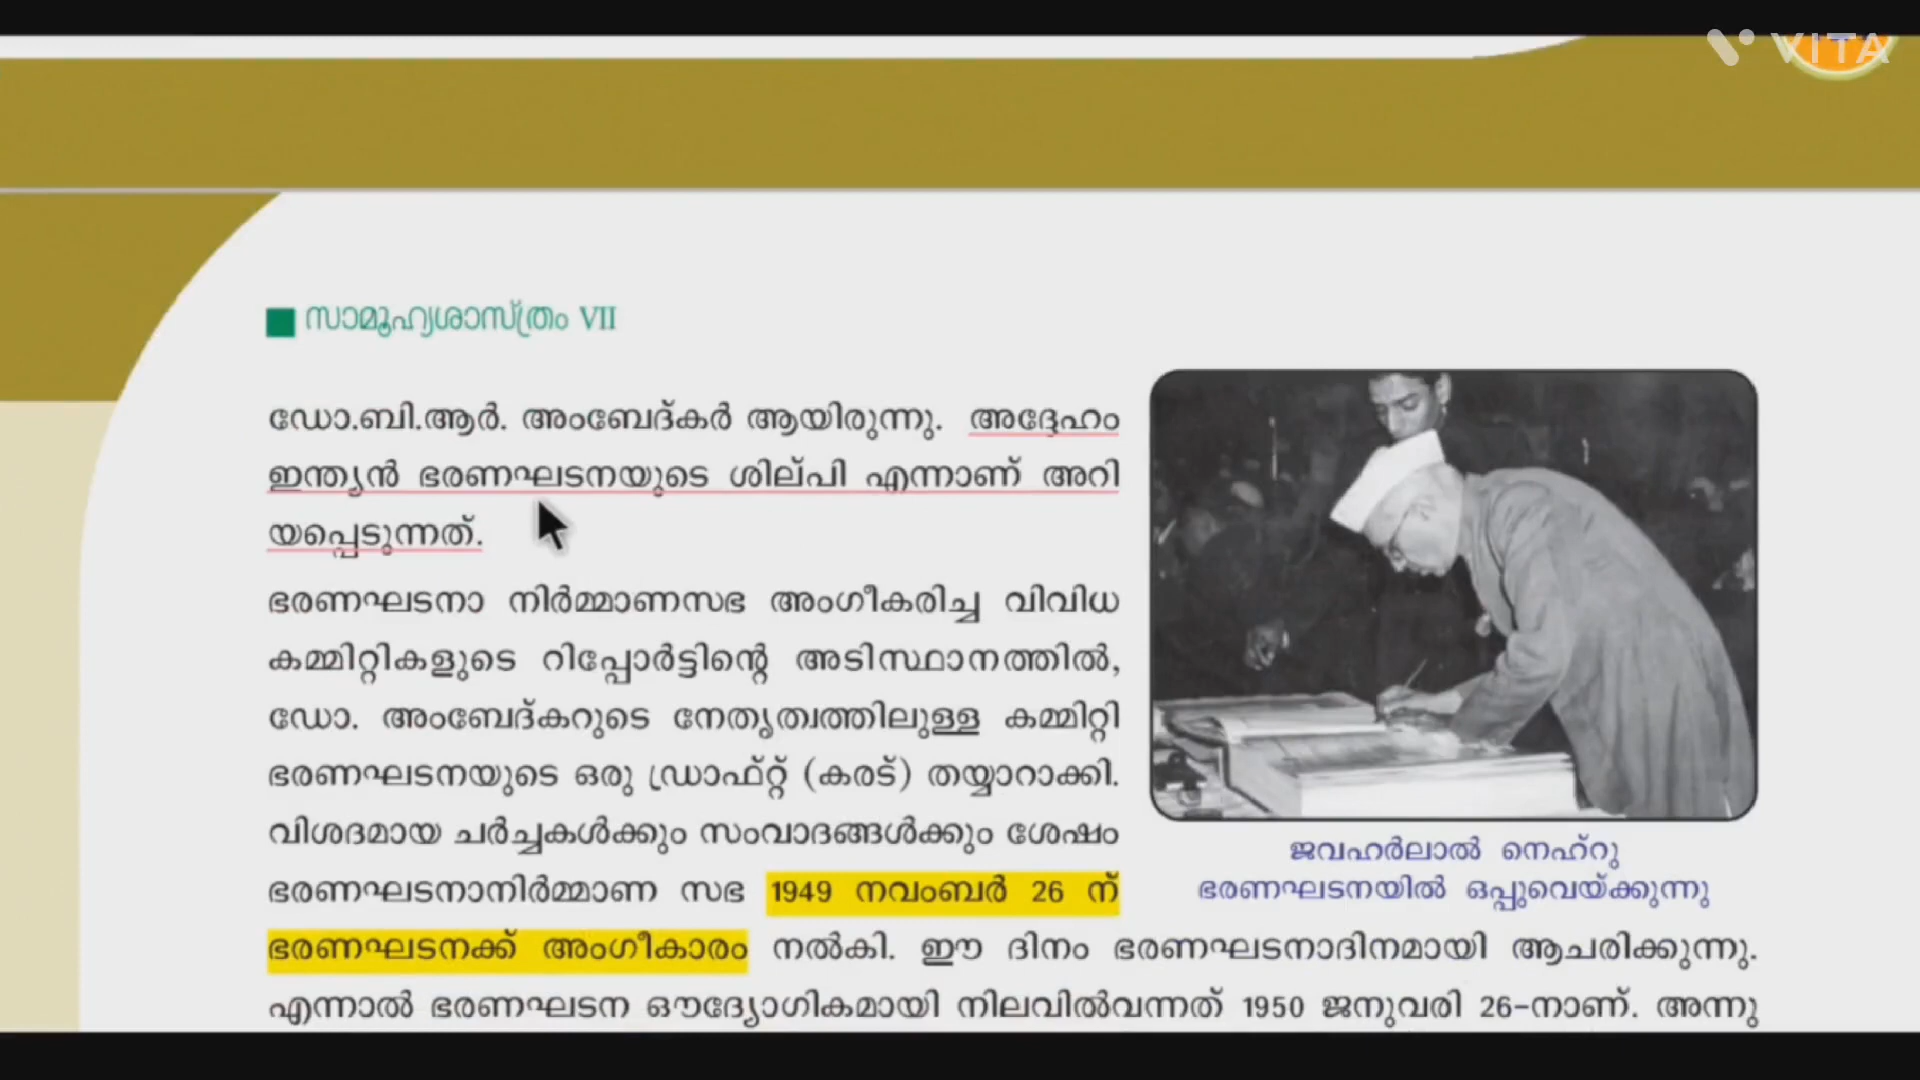 VITA
■ സാമൂഹ്യശാസ്ത്രം VII
ഡോ.ബി.ആർ. അംബേദ്കർ ആയിരുന്നു. അദ്ദേഹം
ഇന്ത്യൻ ഭരണഘടനയുടെ ശില്പി എന്നാണ് അറി
യപ്പെടുന്നത്.
ഭരണഘടനാ നിർമ്മാണസഭ അംഗീകരിച്ച വിവിധ
കമ്മിറ്റികളുടെ റിപ്പോർട്ടിന്റെ അടിസ്ഥാനത്തിൽ,
ഡോ. അംബേദ്കറുടെ നേതൃത്വത്തിലുള്ള കമ്മിറ്റി
ഭരണഘടനയുടെ ഒരു ഡ്രാഫ്റ്റ് (കരട്) തയ്യാറാക്കി.
വിശദമായ ചർച്ചകൾക്കും സംവാദങ്ങൾക്കും ശേഷം
ഭരണഘടനാനിർമ്മാണ സഭ 1949 നവംബർ 26 ന്
ഭരണഘടനക്ക് അംഗീകാരം നൽകി. ഈ ദിനം ഭരണഘടനാദിനമായി ആചരിക്കുന്നു.
എന്നാൽ ഭരണഘടന ഔദ്യോഗികമായി നിലവിൽവന്നത് 1950 ജനുവരി 26-നാണ്. അന്നു
ജവഹർലാൽ നെഹ്റു
ഭരണഘടനയിൽ ഒപ്പുവെയ്ക്കുന്നു